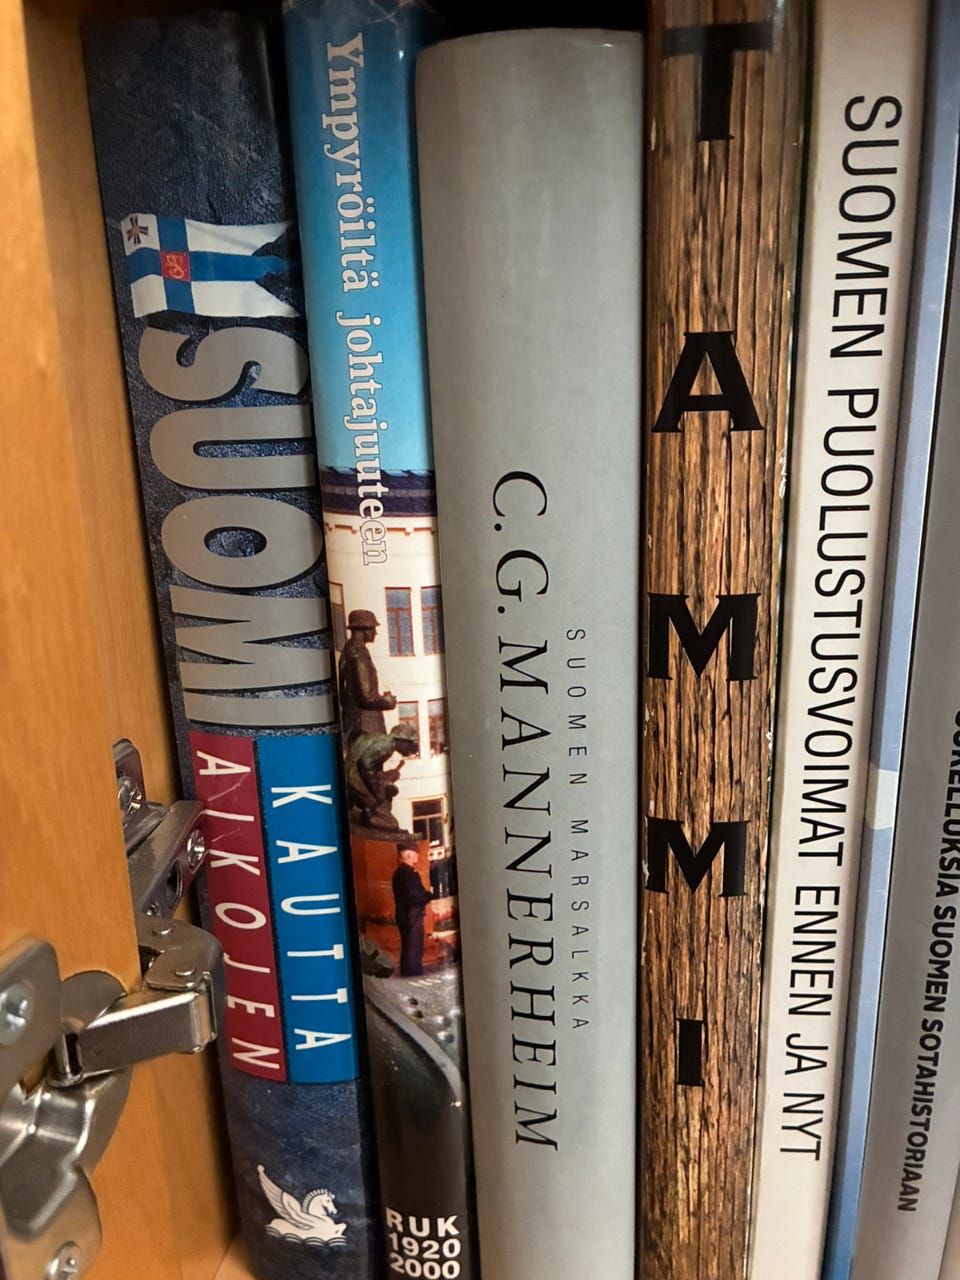 SUOMI
KAUTTA
AIKOJEN
Ympyröiltä johtajuuteen
RUK
1920
2000
SUOMEN MARSALKKA
C.G. MANNERHEIM
TAMMI
SUOMEN PUOLUSTUSVOIMAT ENNEN JA NYT
SUOMEN SOTAHISTORIAAN